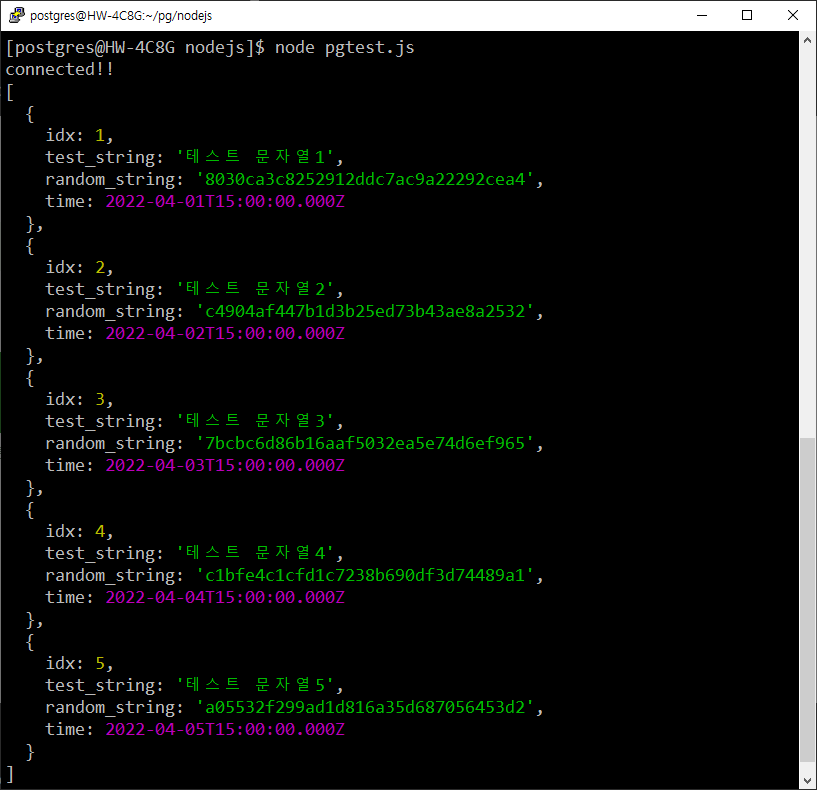 postgres@HW-4C8G:~/pg/nodejs
[postgres@HW-4C8G nodejs]$ node pgtest.js
connected!!
[
  {
    idx: 1,
    test_string: '테스트 문자열1',
    random_string: '8030ca3c8252912ddc7ac9a22292cea4',
    time: 2022-04-01T15:00:00.000Z
  },
  {
    idx: 2,
    test_string: '테스트 문자열2',
    random_string: 'c4904af447b1d3b25ed73b43ae8a2532',
    time: 2022-04-02T15:00:00.000Z
  },
  {
    idx: 3,
    test_string: '테스트 문자열3',
    random_string: '7bcbc6d86b16aaf5032ea5e74d6ef965',
    time: 2022-04-03T15:00:00.000Z
  },
  {
    idx: 4,
    test_string: '테스트 문자열4',
    random_string: 'c1bfe4c1cfd1c7238b690df3d74489a1',
    time: 2022-04-04T15:00:00.000Z
  },
  {
    idx: 5,
    test_string: '테스트 문자열5',
    random_string: 'a05532f299ad1d816a35d687056453d2',
    time: 2022-04-05T15:00:00.000Z
  }
]